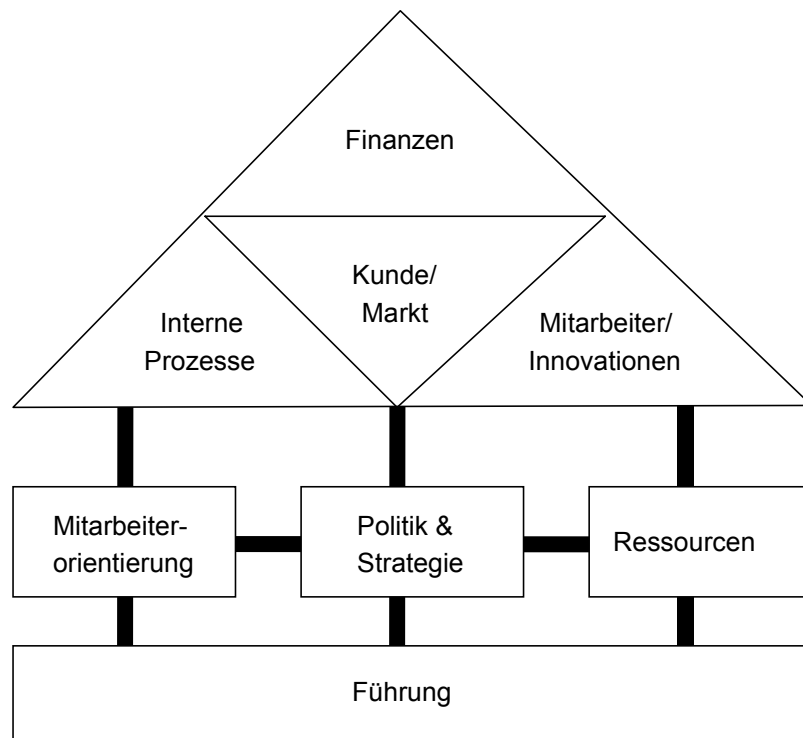 Finanzen
Kunde/
Markt
Interne
Prozesse
Mitarbeiter/
Innovationen
Mitarbeiter-
orientierung
Politik &
Strategie
Ressourcen
Führung